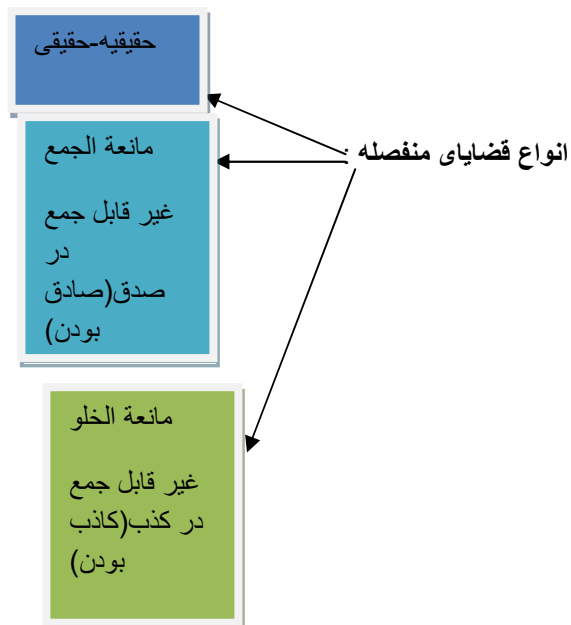 انواع قضایای منفصله :
حقیقیه-حقیقی
مانعة الجمع
غیر قابل جمع
در
صدق(صادق
بودن)
مانعة الخلو
غیر قابل جمع
در کذب(کاذب
بودن)